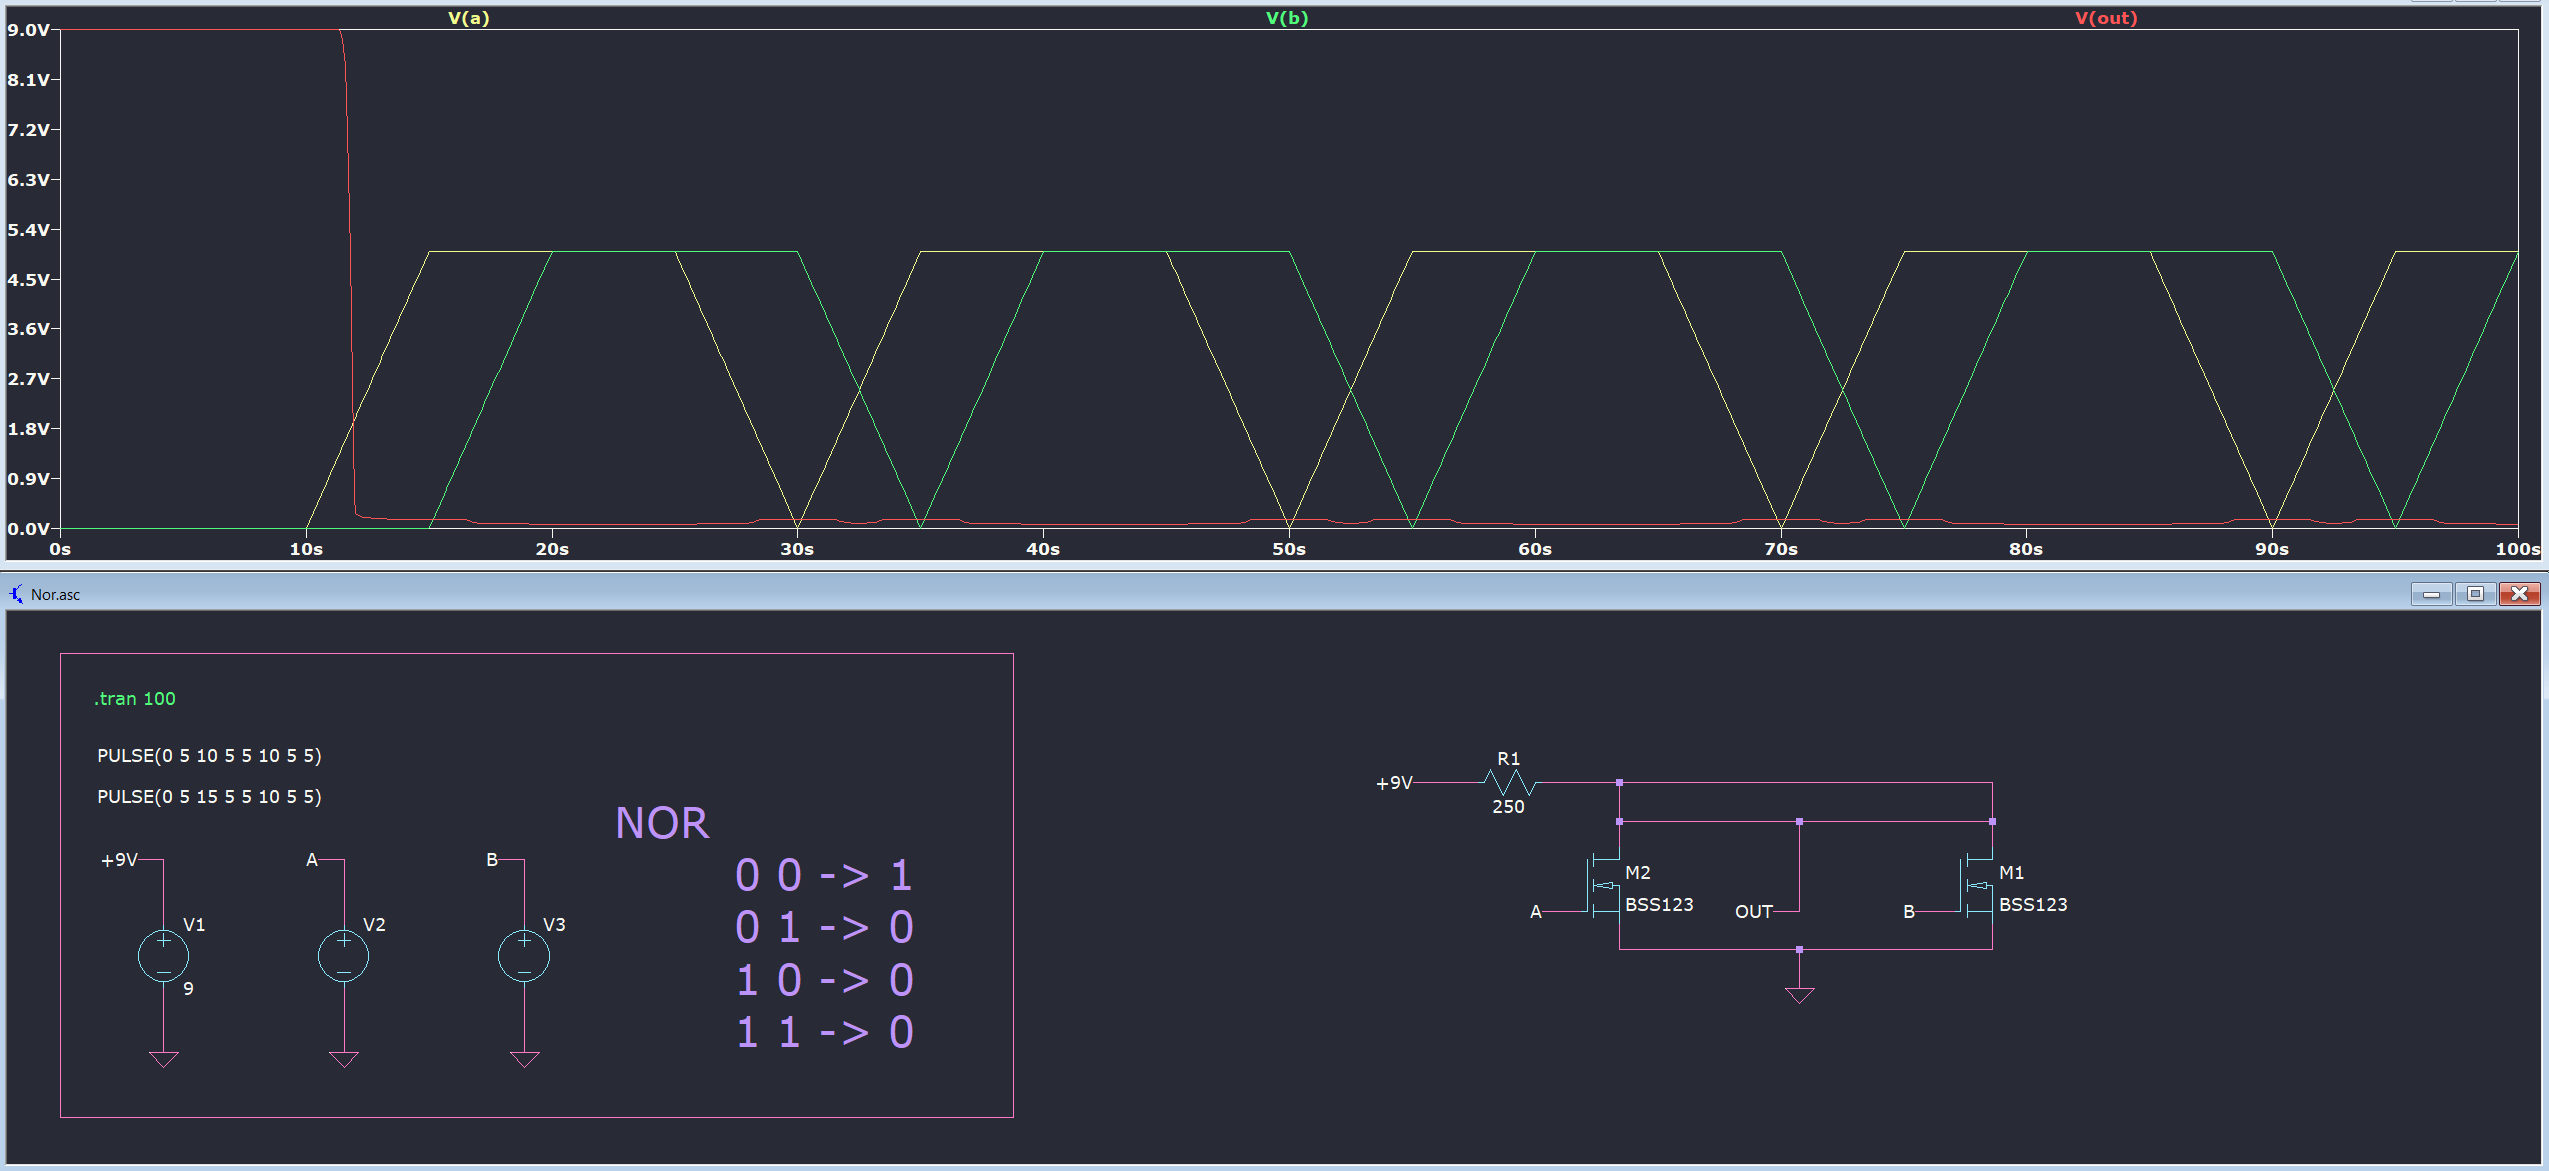 V(a) V(b) V(out)
9.0V
8.1V
7.2V
6.3V
5.4V
4.5V
3.6V
2.7V
1.8V
0.9V
0.0V
0s 10s 20s 30s 40s 50s 60s 70s 80s 90s 100s
Nor.asc
.tran 100
PULSE(0 5 10 5 5 10 5 5)
PULSE(0 5 15 5 5 10 5 5)
NOR
0 0 -> 1
0 1 -> 0
1 0 -> 0
1 1 -> 0
+9V
V1
9
A
V2
B
V3
R1
+9V
250
M2
BSS123
A
OUT
M1
BSS123
B